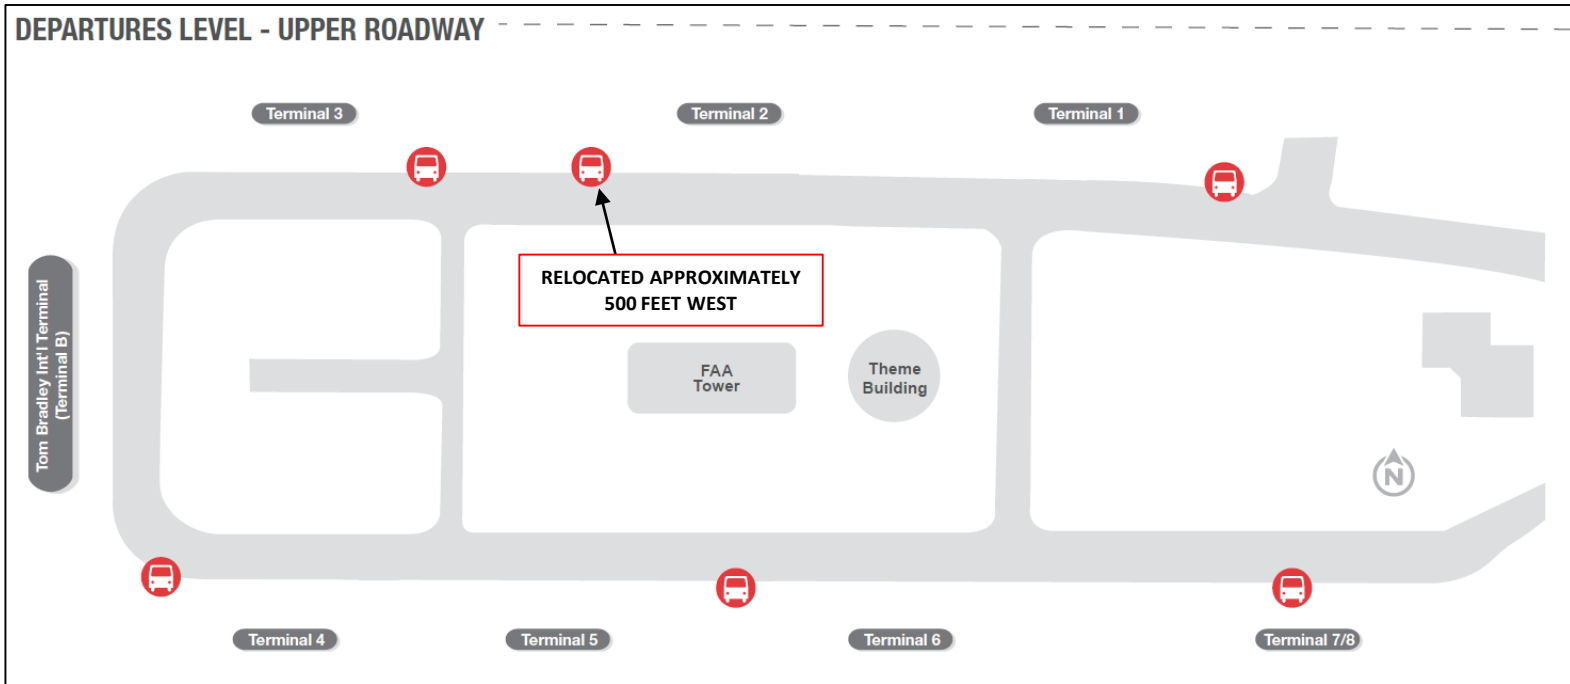 DEPARTURES LEVEL - UPPER ROADWAY
Terminal 3
Terminal 2
Terminal 1
RELOCATED APPROXIMATELY
500 FEET WEST
Tom Bradley Int'l Terminal
(Terminal B)
FAA
Tower
Theme
Building
N
Terminal 4
Terminal 5
Terminal 6
Terminal 7/8